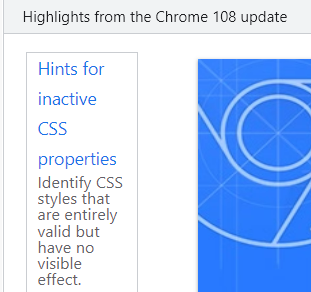 Highlights from the Chrome 108 update
Hints for
inactive
CSS
properties
Identify CSS
styles that
are entirely
valid but
have no
visible
effect.